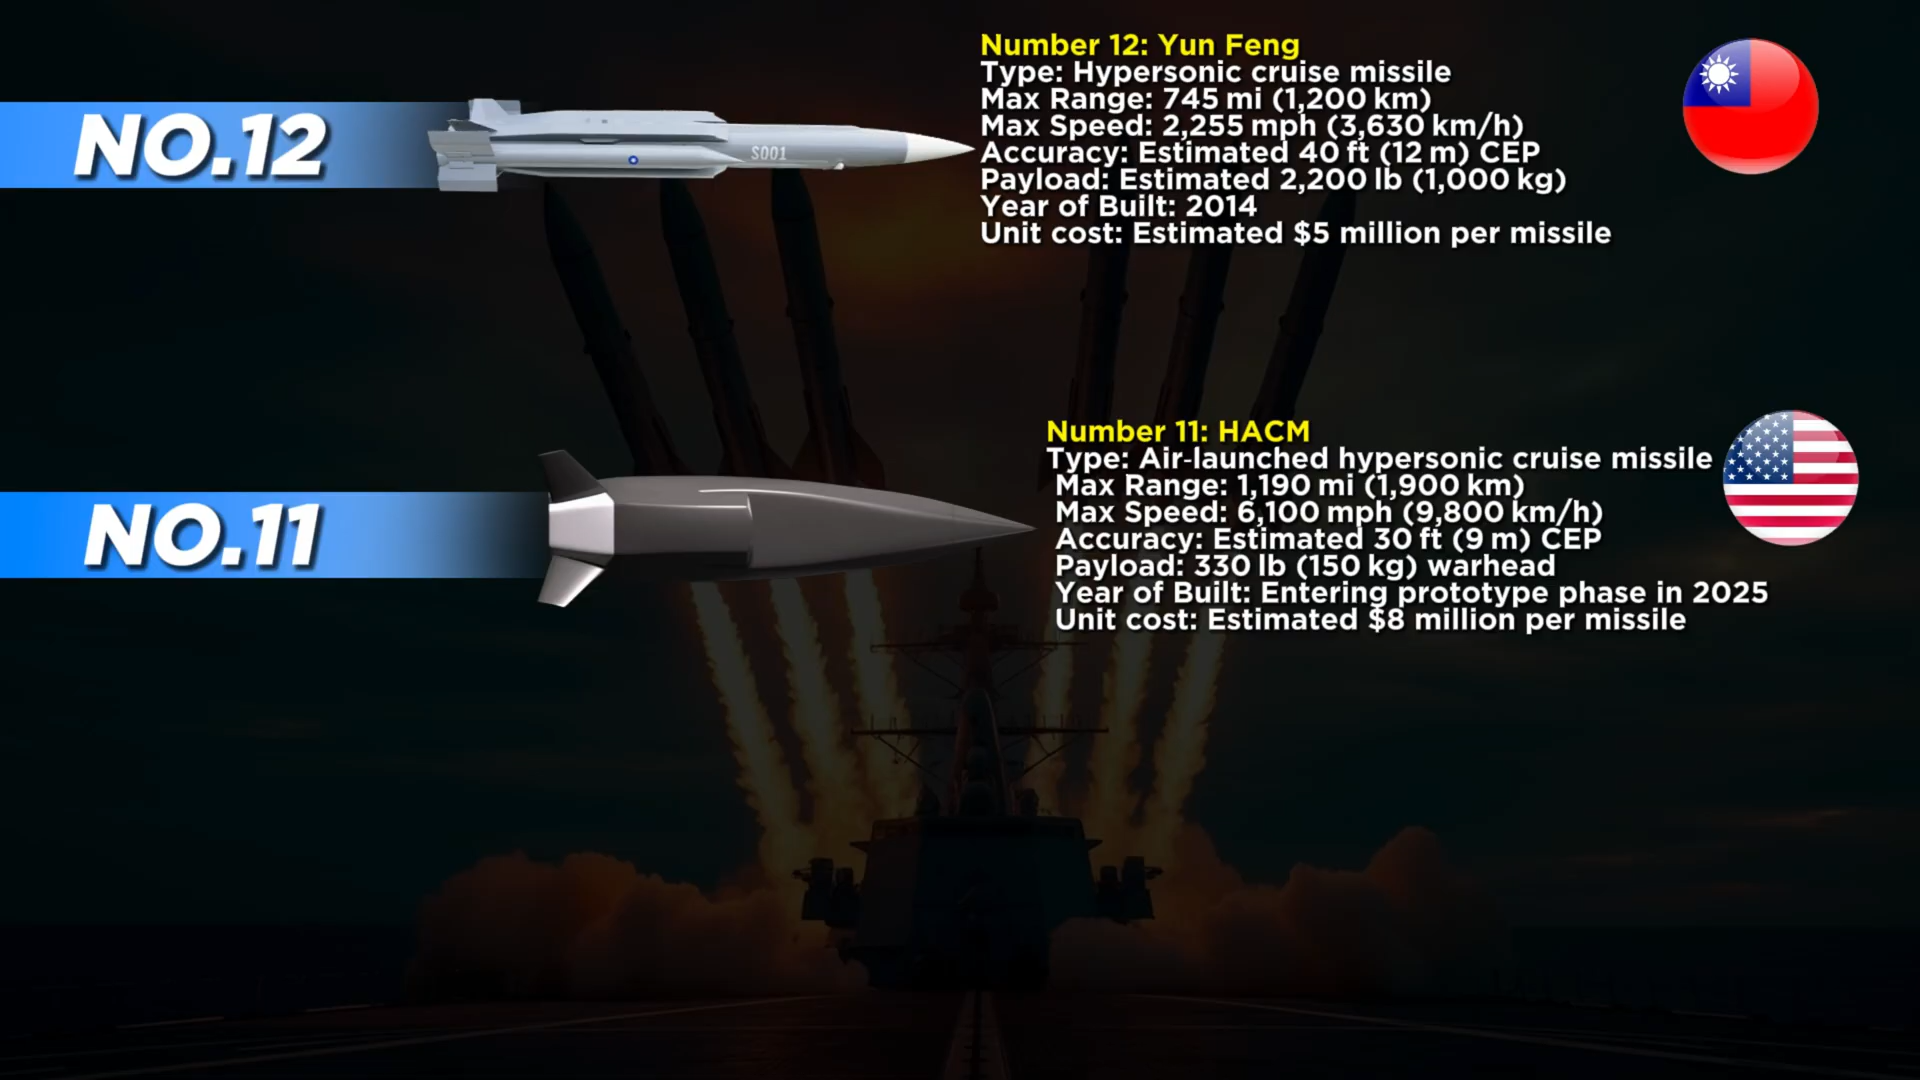 NO.12
Number 12: Yun Feng
Type: Hypersonic cruise missile
Max Range: 745 mi (1,200 km)
Max Speed: 2,255 mph (3,630 km/h)
Accuracy: Estimated 40 ft (12 m) CEP
Payload: Estimated 2,200 lb (1,000 kg)
Year of Built: 2014
Unit cost: Estimated $5 million per missile
S001
NO.11
Number 11: HACM
Type: Air-launched hypersonic cruise missile
Max Range: 1,190 mi (1,900 km)
Max Speed: 6,100 mph (9,800 km/h)
Accuracy: Estimated 30 ft (9 m) CEP
Payload: 330 lb (150 kg) warhead
Year of Built: Entering prototype phase in 2025
Unit cost: Estimated $8 million per missile